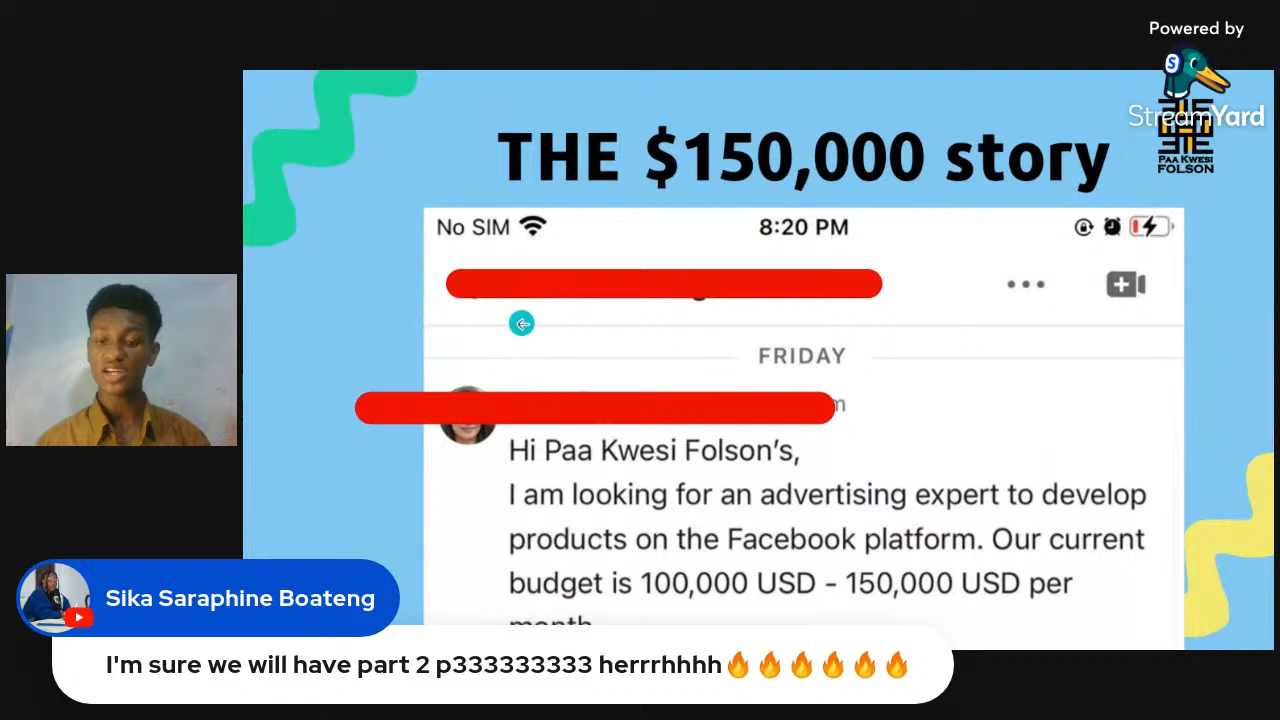 Powered by
StreamYard
PAA KWESI
FOLSON
THE $150,000 story
No SIM
8:20 PM
FRIDAY
Hi Paa Kwesi Folson’s,
I am looking for an advertising expert to develop
products on the Facebook platform. Our current
budget is 100,000 USD - 150,000 USD per
month
Sika Saraphine Boateng
I'm sure we will have part 2 p333333333 herrrhhhh🔥🔥🔥🔥🔥🔥